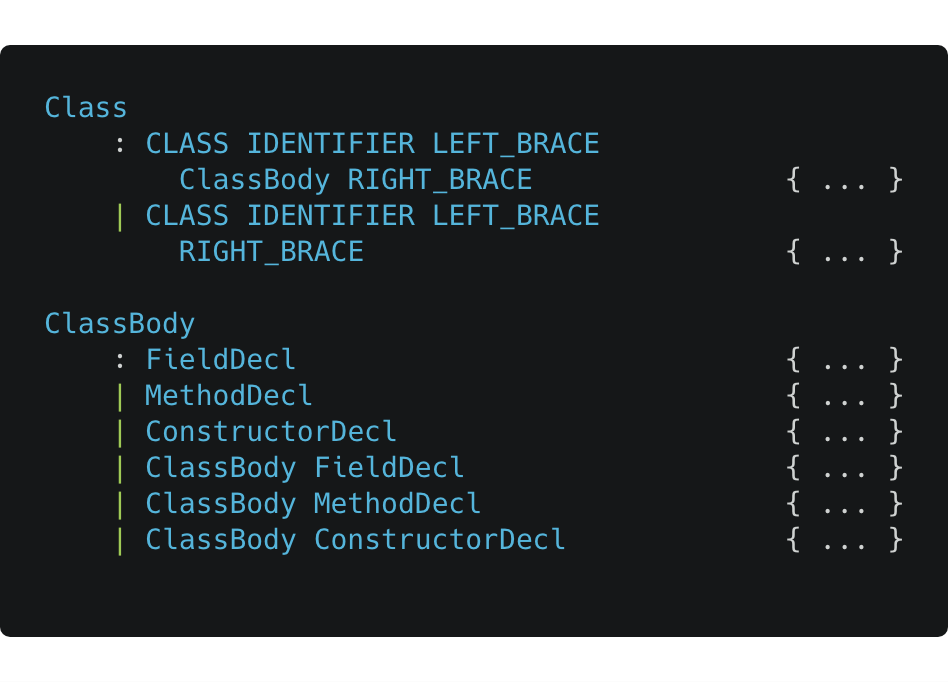 Class
: CLASS IDENTIFIER LEFT_BRACE
ClassBody RIGHT_BRACE { ... }
| CLASS IDENTIFIER LEFT_BRACE
RIGHT_BRACE { ... }
ClassBody
: FieldDecl { ... }
| MethodDecl { ... }
| ConstructorDecl { ... }
| ClassBody FieldDecl { ... }
| ClassBody MethodDecl { ... }
| ClassBody ConstructorDecl { ... }